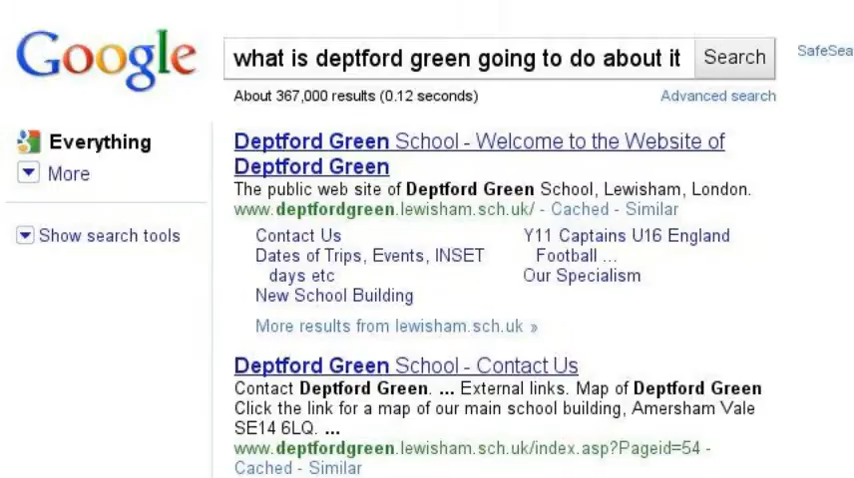 Google
what is deptford green going to do about it
Search
SafeSea
About 367,000 results (0.12 seconds)
Advanced search
Everything
More
Show search tools
Deptford Green School - Welcome to the Website of
Deptford Green
The public web site of Deptford Green School, Lewisham, London.
www.deptfordgreen.lewisham.sch.uk/ - Cached - Similar
Contact Us
Dates of Trips, Events, INSET
days etc
New School Building
Y11 Captains U16 England
Football ...
Our Specialism
More results from lewisham.sch.uk »
Deptford Green School - Contact Us
Contact Deptford Green. ... External links. Map of Deptford Green
Click the link for a map of our main school building, Amersham Vale
SE14 6LQ. ...
www.deptfordgreen.lewisham.sch.uk/index.asp?Pageid=54 -
Cached - Similar